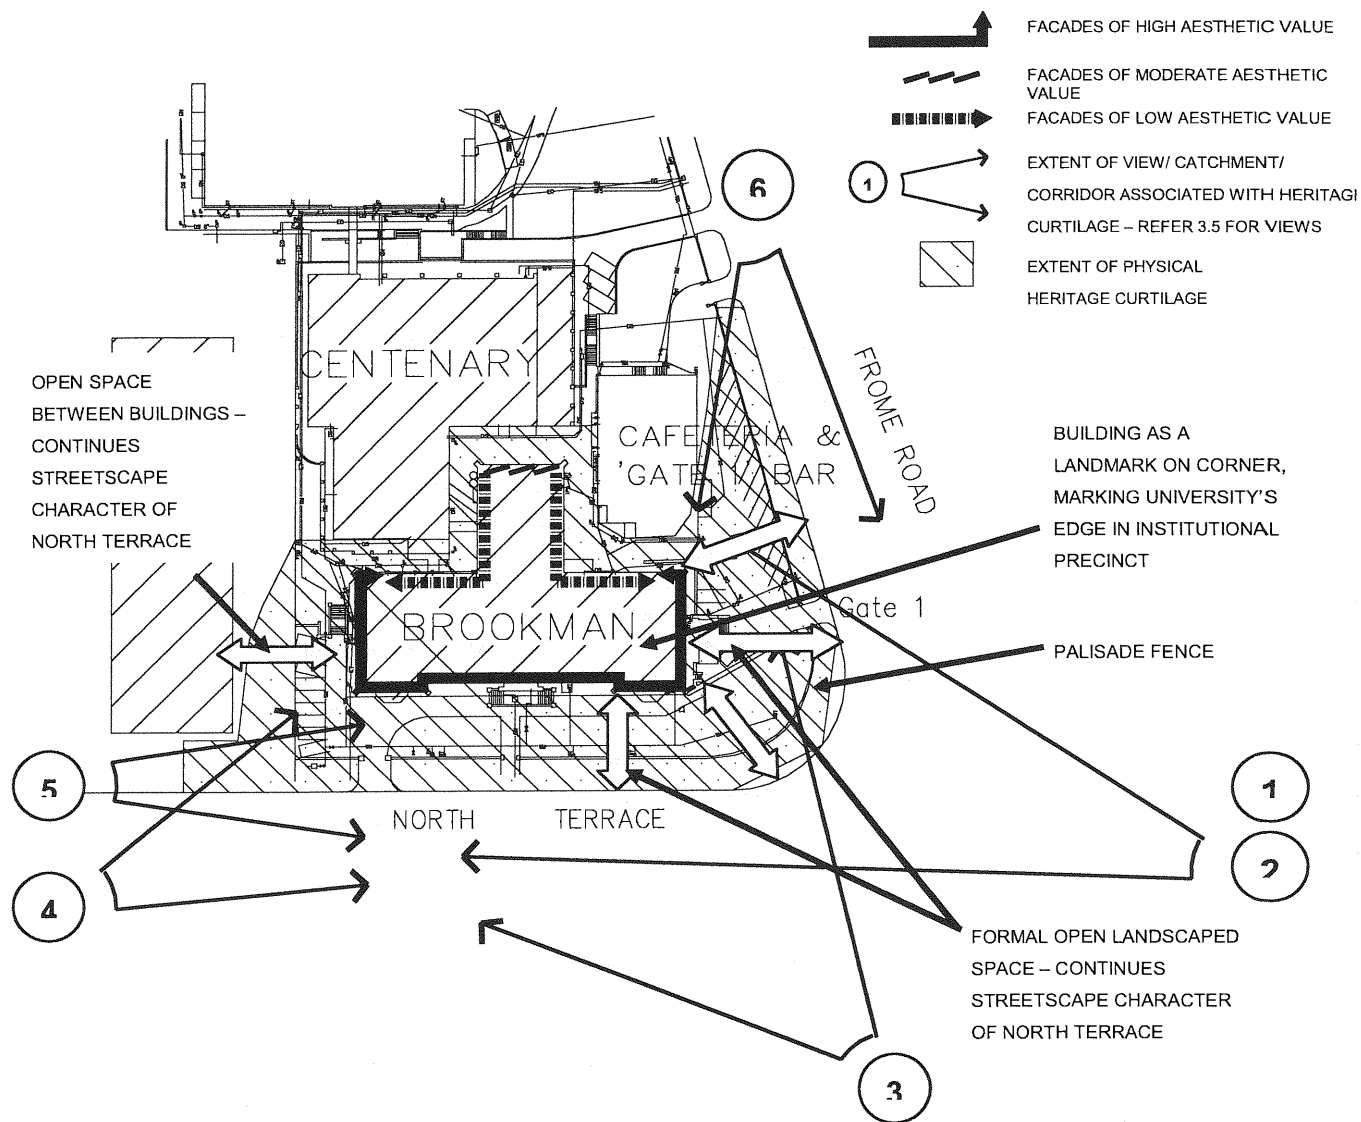 FACADES OF HIGH AESTHETIC VALUE
FACADES OF MODERATE AESTHETIC
VALUE
FACADES OF LOW AESTHETIC VALUE
1
EXTENT OF VIEW/ CATCHMENT/
CORRIDOR ASSOCIATED WITH HERITAGI
CURTILAGE – REFER 3.5 FOR VIEWS
EXTENT OF PHYSICAL
HERITAGE CURTILAGE
6
CENTENARY
CAFETERIA &
'GATE 1' BAR
FROME ROAD
OPEN SPACE
BETWEEN BUILDINGS –
CONTINUES
STREETSCAPE
CHARACTER OF
NORTH TERRACE
BUILDING AS A
LANDMARK ON CORNER,
MARKING UNIVERSITY'S
EDGE IN INSTITUTIONAL
PRECINCT
BROOKMAN
Gate 1
PALISADE FENCE
5
4
NORTH TERRACE
1
2
FORMAL OPEN LANDSCAPED
SPACE – CONTINUES
STREETSCAPE CHARACTER
OF NORTH TERRACE
3